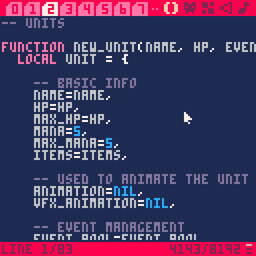 0 1 2 3 4 5 6 7
-- UNITS
FUNCTION NEW_UNIT(NAME, HP, EVEN
LOCAL UNIT = {
-- BASIC INFO
NAME=NAME,
HP=HP,
MAX_HP=HP,
MANA=5,
MAX_MANA=5,
ITEMS=ITEMS,
-- USED TO ANIMATE THE UNIT
ANIMATION=NIL,
VFX_ANIMATION=NIL,
-- EVENT MANAGEMENT
EVENT_POOL=EVENT_POOL
LINE 1/83 4143/8192